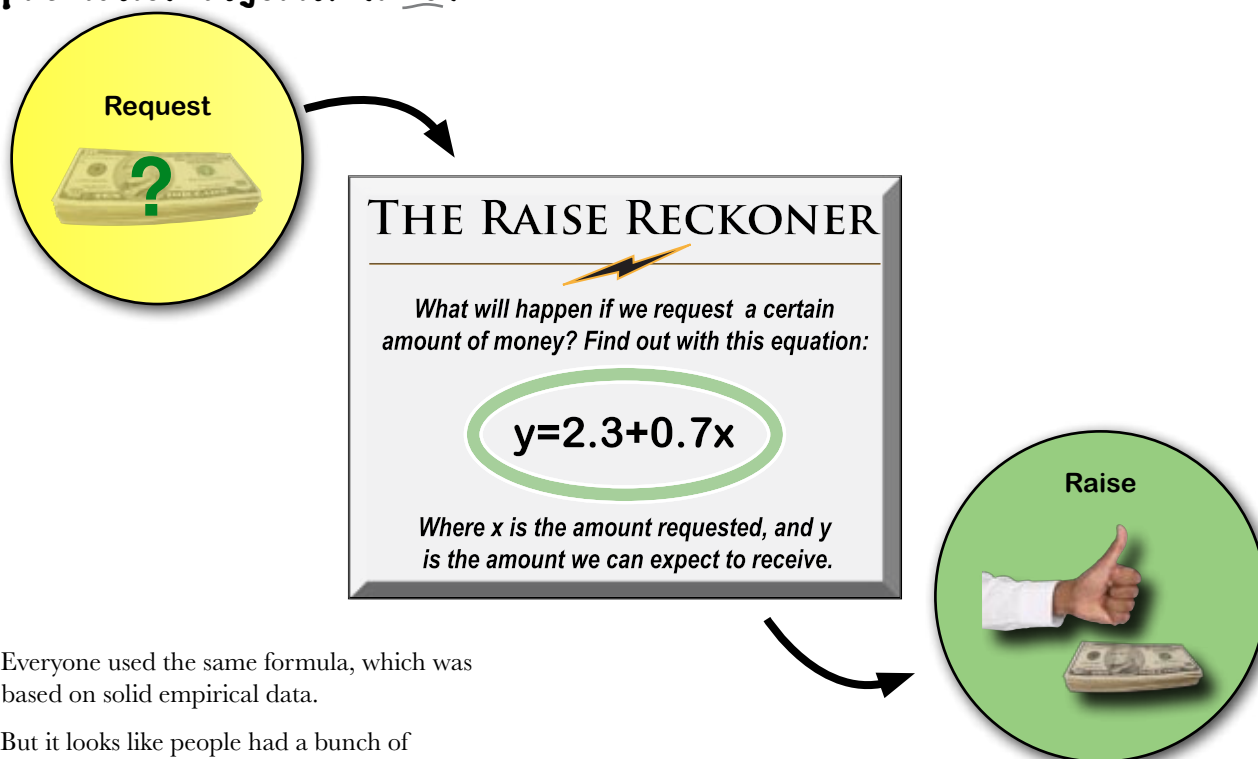 Request
?
THE RAISE RECKONER
What will happen if we request a certain
amount of money? Find out with this equation:
y=2.3+0.7x
Where x is the amount requested, and y
is the amount we can expect to receive.
Raise
Everyone used the same formula, which was
based on solid empirical data.
But it looks like people had a bunch of